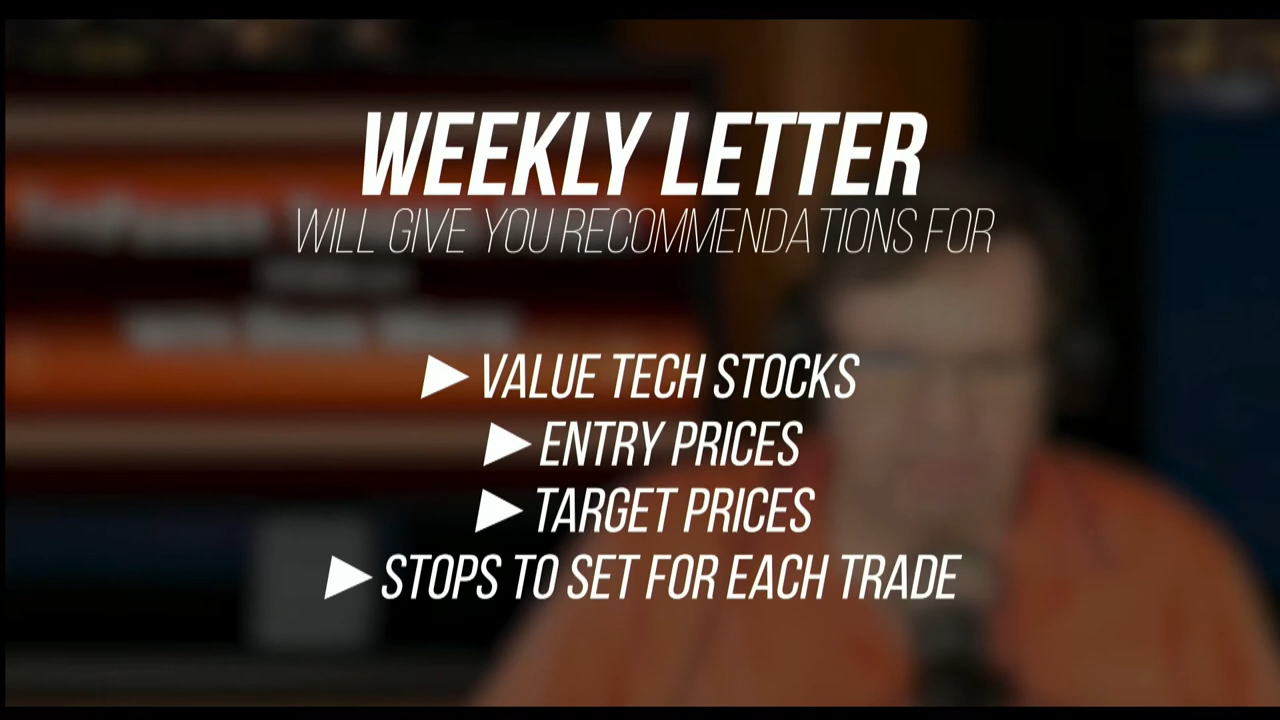 WEEKLY LETTER
WILL GIVE YOU RECOMMENDATIONS FOR
▶ VALUE TECH STOCKS
▶ ENTRY PRICES
▶ TARGET PRICES
▶ STOPS TO SET FOR EACH TRADE